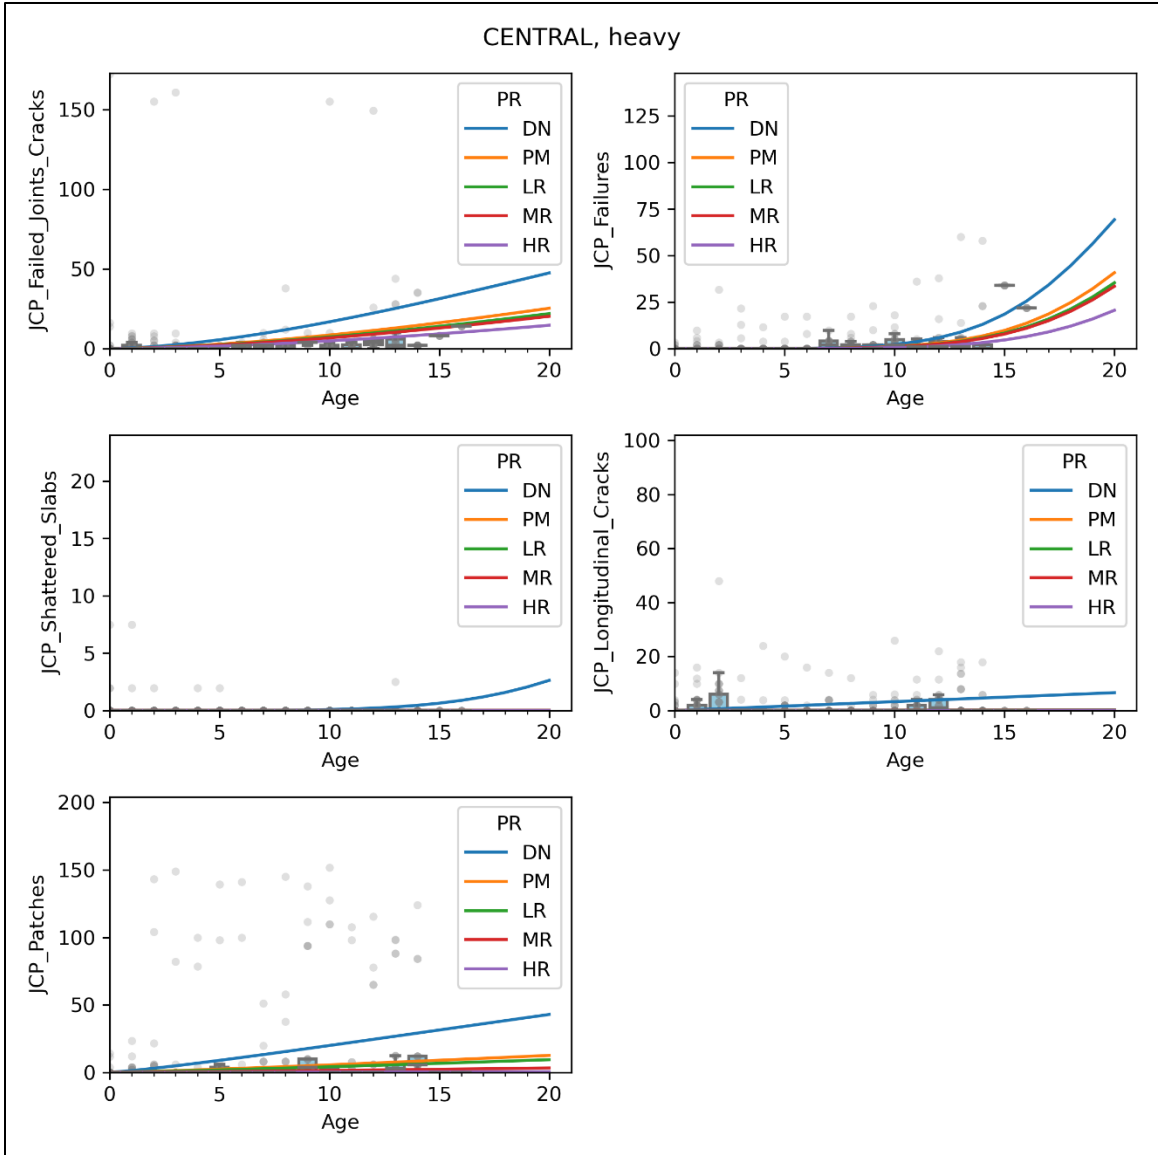 CENTRAL, heavy
JCP_Failed_Joints_Cracks
150
100
50
0
0 5 10 15 20
Age
PR
DN
PM
LR
MR
HR
JCP_Failures
125
100
75
50
25
0
0 5 10 15 20
Age
PR
DN
PM
LR
MR
HR
JCP_Shattered_Slabs
20
15
10
5
0
0 5 10 15 20
Age
PR
DN
PM
LR
MR
HR
JCP_Longitudinal_Cracks
100
80
60
40
20
0
0 5 10 15 20
Age
PR
DN
PM
LR
MR
HR
JCP_Patches
200
150
100
50
0
0 5 10 15 20
Age
PR
DN
PM
LR
MR
HR